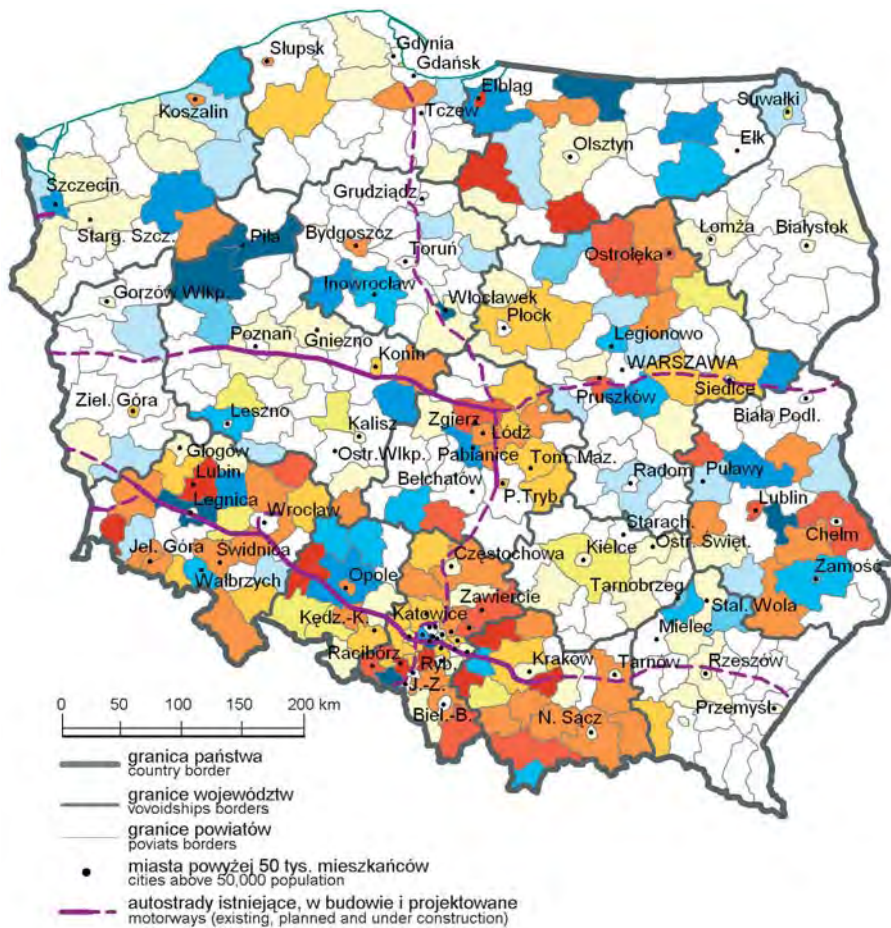 Słupsk
Gdynia
Gdańsk
Koszalin
Elbląg
Tczew
Suwałki
Olsztyn
Ełk
Szczecin
Starg. Szcz.
Grudziądz
Piła
Bydgoszcz
Toruń
Ostrołęka
Łomża
Białystok
Gorzów Wlkp.
Inowrocław
Włocławek
Płock
Legionowo
Poznań
Gniezno
Konin
WARSZAWA
Pruszków
Siedlce
Ziel. Góra
Leszno
Kalisz
Zgierz
Łódź
Biała Podl.
Głogów
Ostr.Wlkp.
Pabianice
Tom. Maz.
Lubin
Bełchatów
P.Tryb.
Radom
Puławy
Legnica
Wrocław
Lublin
Chełm
Starach.
Ostr. Święt.
Jel. Góra
Świdnica
Wałbrzych
Częstochowa
Kielce
Zamość
Opole
Tarnobrzeg
Zawiercie
Stal. Wola
Kędz.-K.
Katowice
Mielec
Racibórz
Ryb.
Kraków
Tarnów
Rzeszów
J.-Z.
Biel.-B.
N. Sącz
Przemyśl
0 50 100 150 200 km
granica państwa
country border
granice województw
vovoidships borders
granice powiatów
poviats borders
miasta powyżej 50 tys. mieszkańców
cities above 50,000 population
autostrady istniejące, w budowie i projektowane
motorways (existing, planned and under construction)